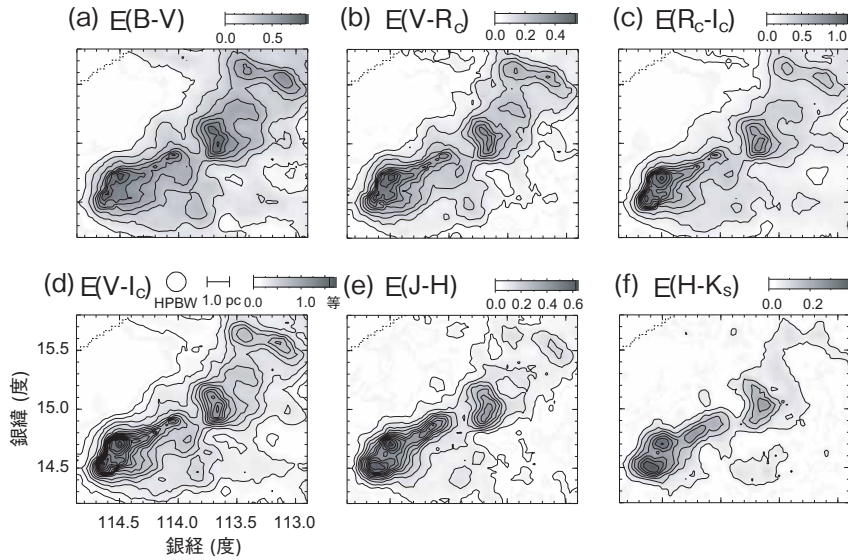 (a) E(B-V)
0.0 0.5
(b) E(V-Rc)
0.0 0.2 0.4
(c) E(Rc-Ic)
0.0 0.5 1.0
(d) E(V-Ic)
HPBW
1.0 pc
0.0 1.0 等
(e) E(J-H)
0.0 0.2 0.4 0.6
(f) E(H-Ks)
0.0 0.2
15.5
15.0
14.5
銀緯 (度)
114.5 114.0 113.5 113.0
銀経 (度)